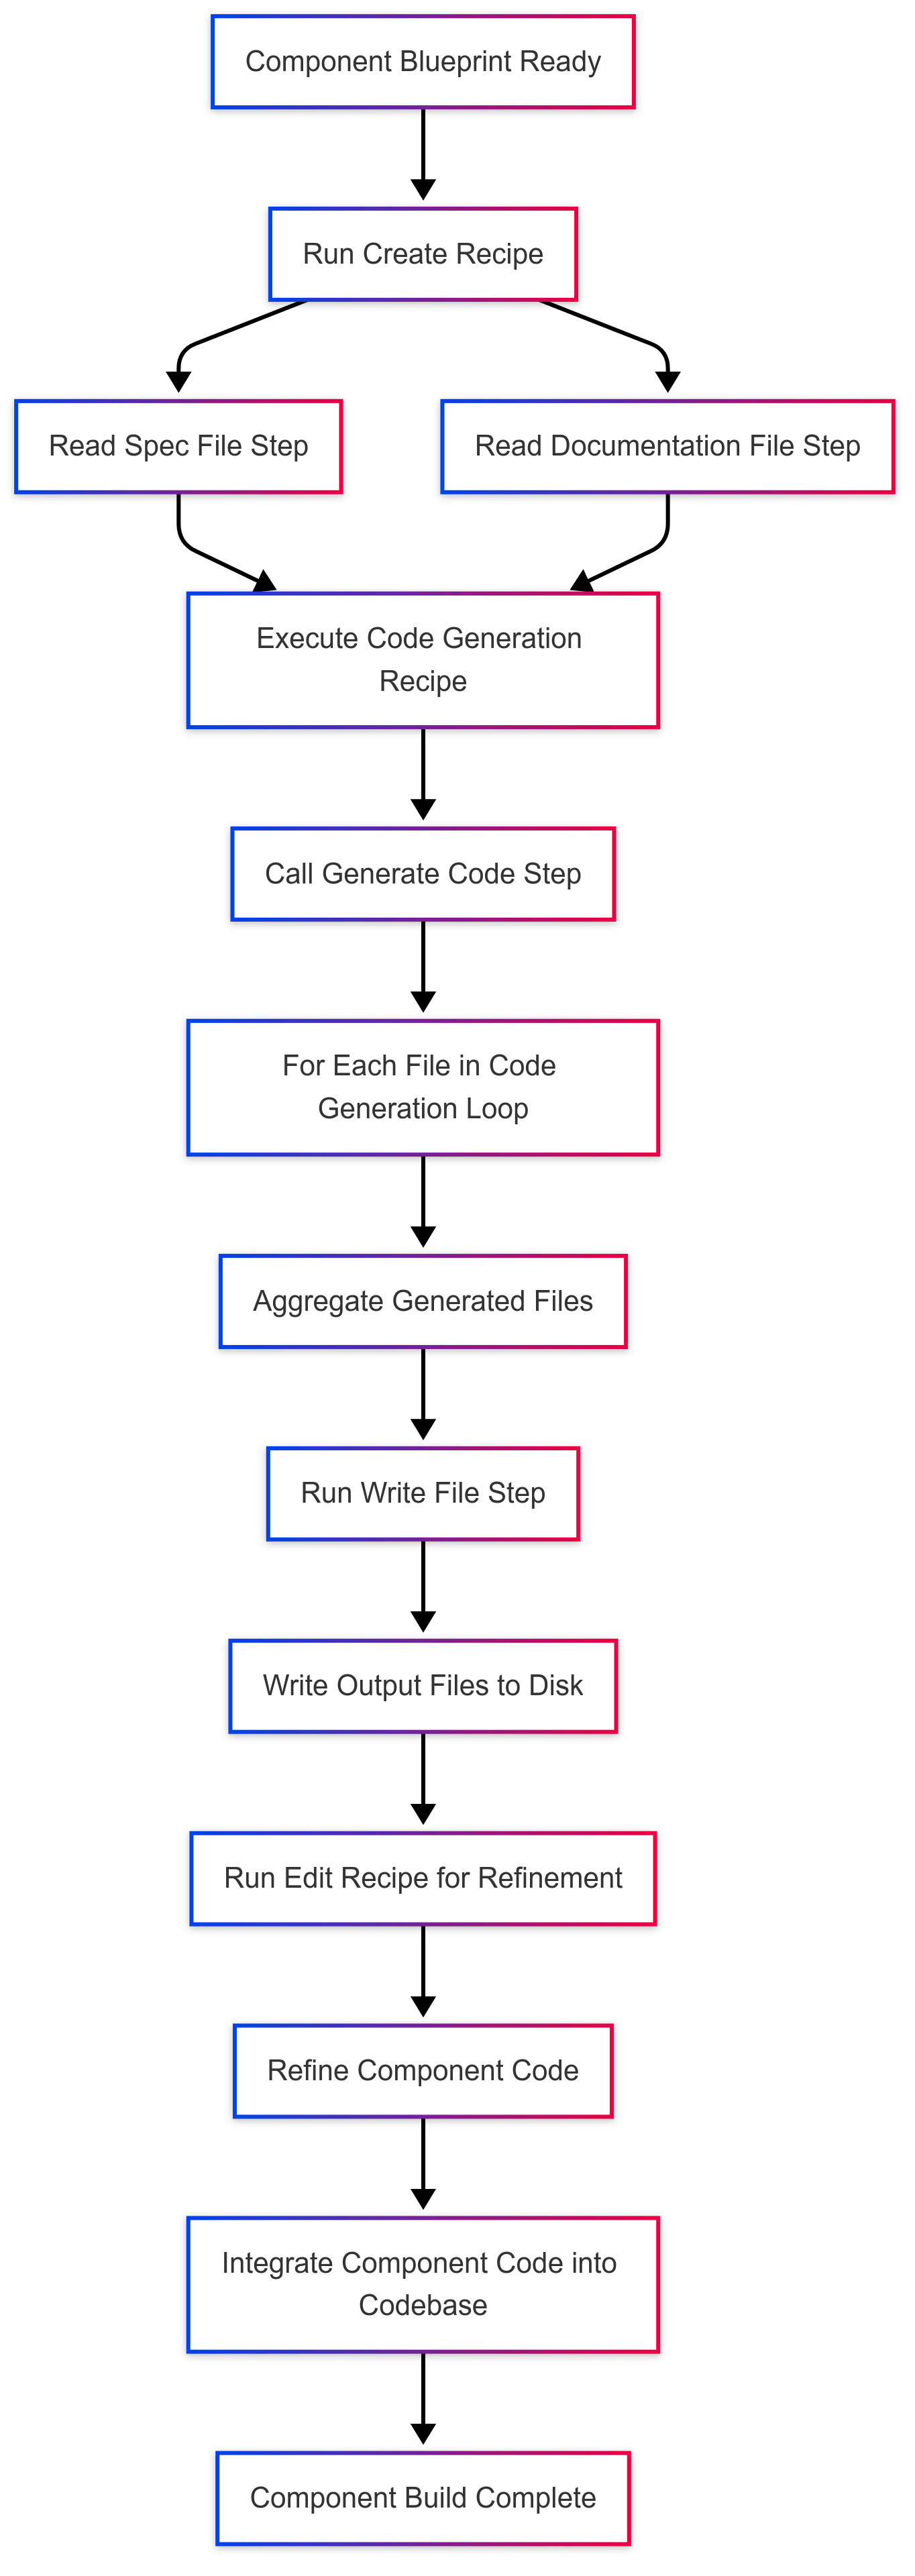 Component Blueprint Ready
Run Create Recipe
Read Spec File Step
Read Documentation File Step
Execute Code Generation
Recipe
Call Generate Code Step
For Each File in Code
Generation Loop
Aggregate Generated Files
Run Write File Step
Write Output Files to Disk
Run Edit Recipe for Refinement
Refine Component Code
Integrate Component Code into
Codebase
Component Build Complete